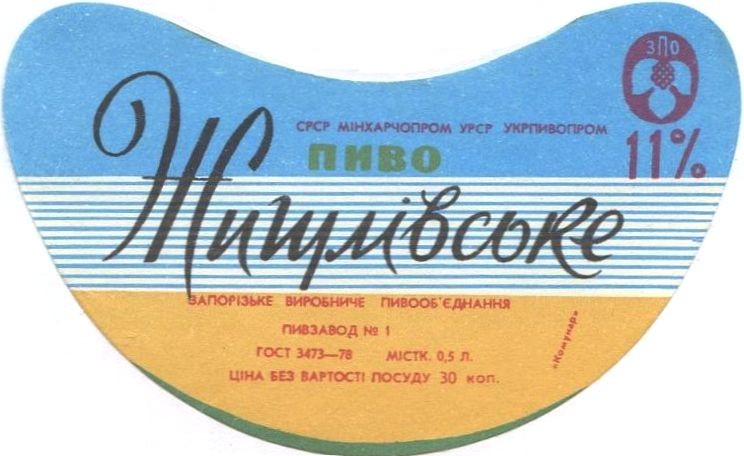 ЗПО
СРСР МІНХАРЧОПРОМ УРСР УКРПИВОПРОМ
11%
ПИВО
Жигулівське
ЗАПОРІЗЬКЕ ВИРОБНИЧЕ ПИВООБ'ЄДНАННЯ
ПИВЗАВОД № 1
ГОСТ 3473—78 МІСТК. 0,5 Л.
ЦІНА БЕЗ ВАРТОСТІ ПОСУДУ 30 коп.
«Комунар»